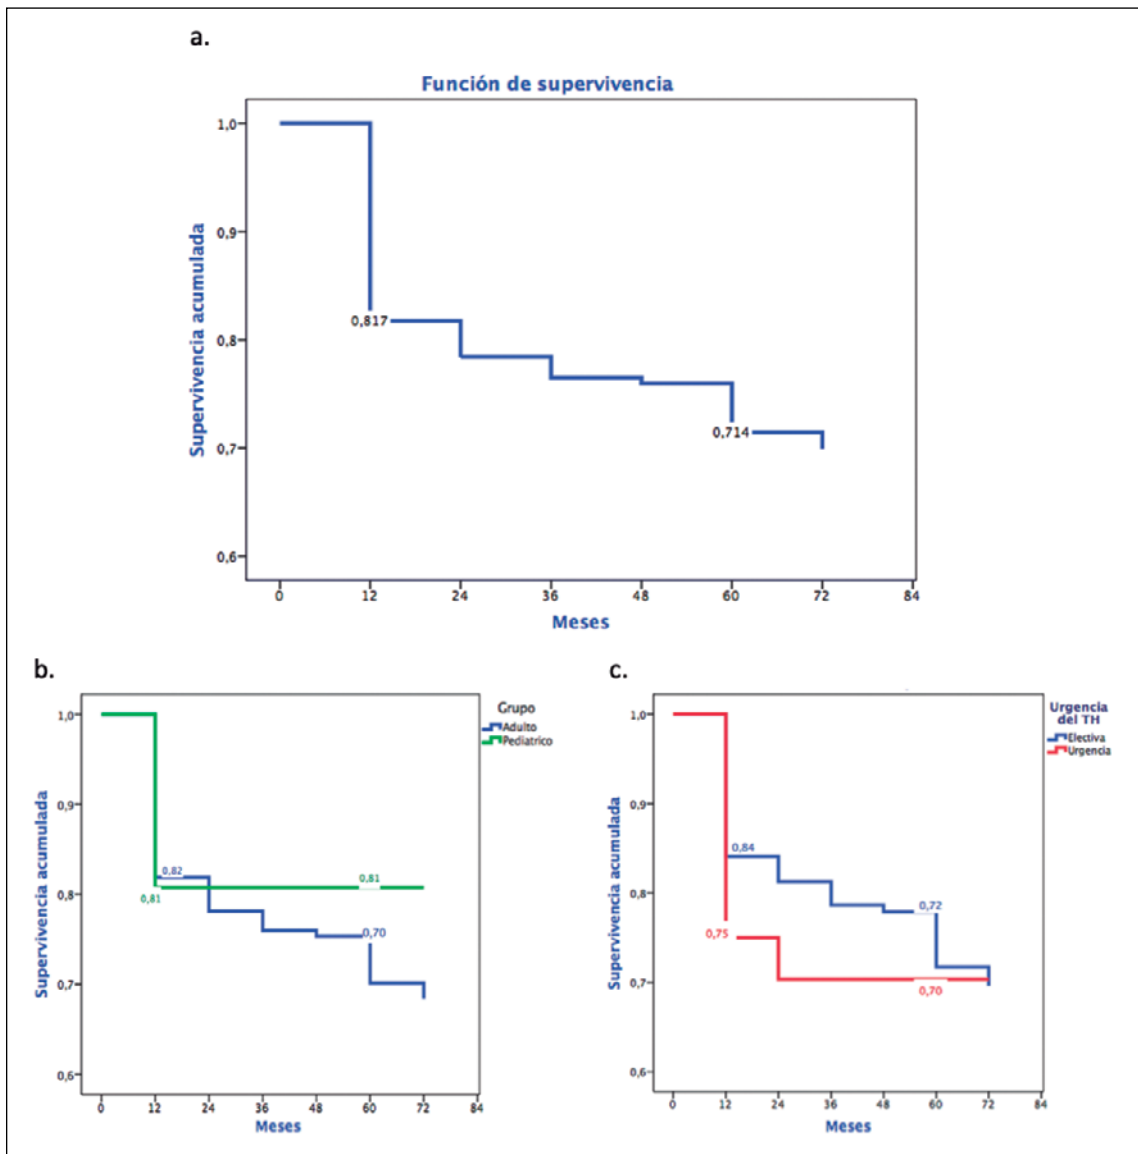 a.
Función de supervivencia
Supervivencia acumulada
1,0
0,9
0,8
0,7
0,6
0,817
0,714
0 12 24 36 48 60 72 84
Meses
b.
Grupo
Adulto
Pediatrico
Supervivencia acumulada
1,0
0,9
0,8
0,7
0,6
0,82
0,81
0,81
0,70
0 12 24 36 48 60 72 84
Meses
c.
Urgencia
del TH
Electiva
Urgencia
Supervivencia acumulada
1,0
0,9
0,8
0,7
0,6
0,84
0,72
0,75
0,70
0 12 24 36 48 60 72 84
Meses